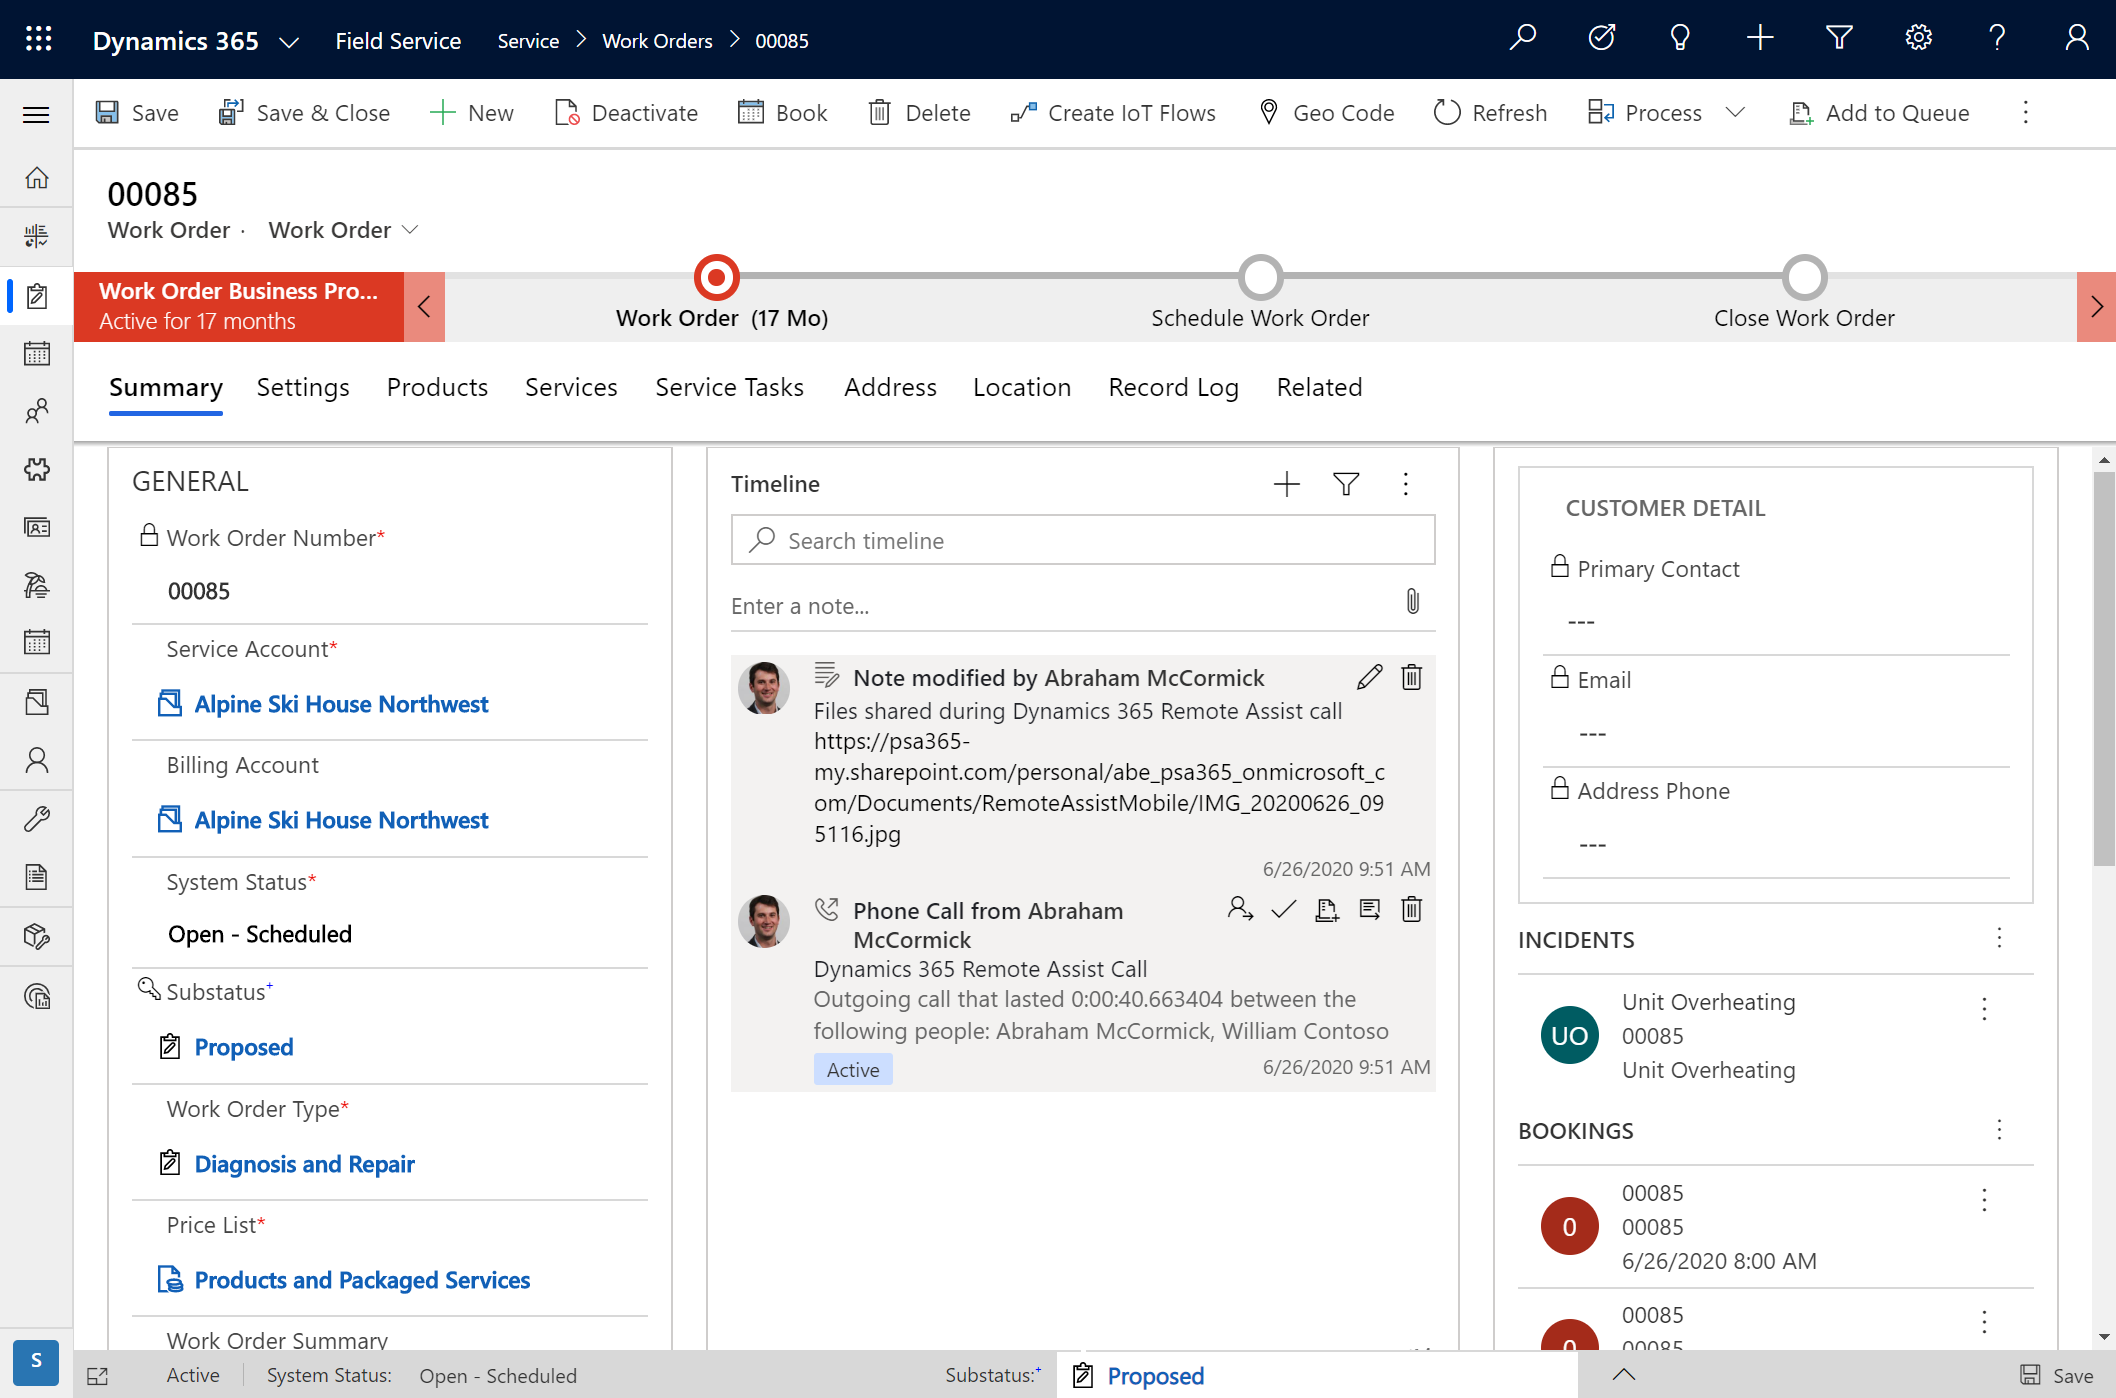 Dynamics 365 Field Service Service > Work Orders > 00085
Save Save & Close New Deactivate Book Delete Create IoT Flows Geo Code Refresh Process Add to Queue
00085
Work Order · Work Order
Work Order Business Pro...
Active for 17 months
Work Order (17 Mo)
Schedule Work Order
Close Work Order
Summary Settings Products Services Service Tasks Address Location Record Log Related
GENERAL
Work Order Number*
00085
Service Account*
Alpine Ski House Northwest
Billing Account
Alpine Ski House Northwest
System Status*
Open - Scheduled
Substatus+
Proposed
Work Order Type*
Diagnosis and Repair
Price List*
Products and Packaged Services
Work Order Summary
Timeline
Search timeline
Enter a note...
Note modified by Abraham McCormick
Files shared during Dynamics 365 Remote Assist call
https://psa365-
my.sharepoint.com/personal/abe_psa365_onmicrosoft_c
om/Documents/RemoteAssistMobile/IMG_20200626_09
5116.jpg
6/26/2020 9:51 AM
Phone Call from Abraham
McCormick
Dynamics 365 Remote Assist Call
Outgoing call that lasted 0:00:40.663404 between the
following people: Abraham McCormick, William Contoso
Active
6/26/2020 9:51 AM
CUSTOMER DETAIL
Primary Contact
---
Email
---
Address Phone
---
INCIDENTS
UO
Unit Overheating
00085
Unit Overheating
BOOKINGS
0
00085
00085
6/26/2020 8:00 AM
0
00085
00085
S
Active System Status: Open - Scheduled
Substatus:+ Proposed
Save